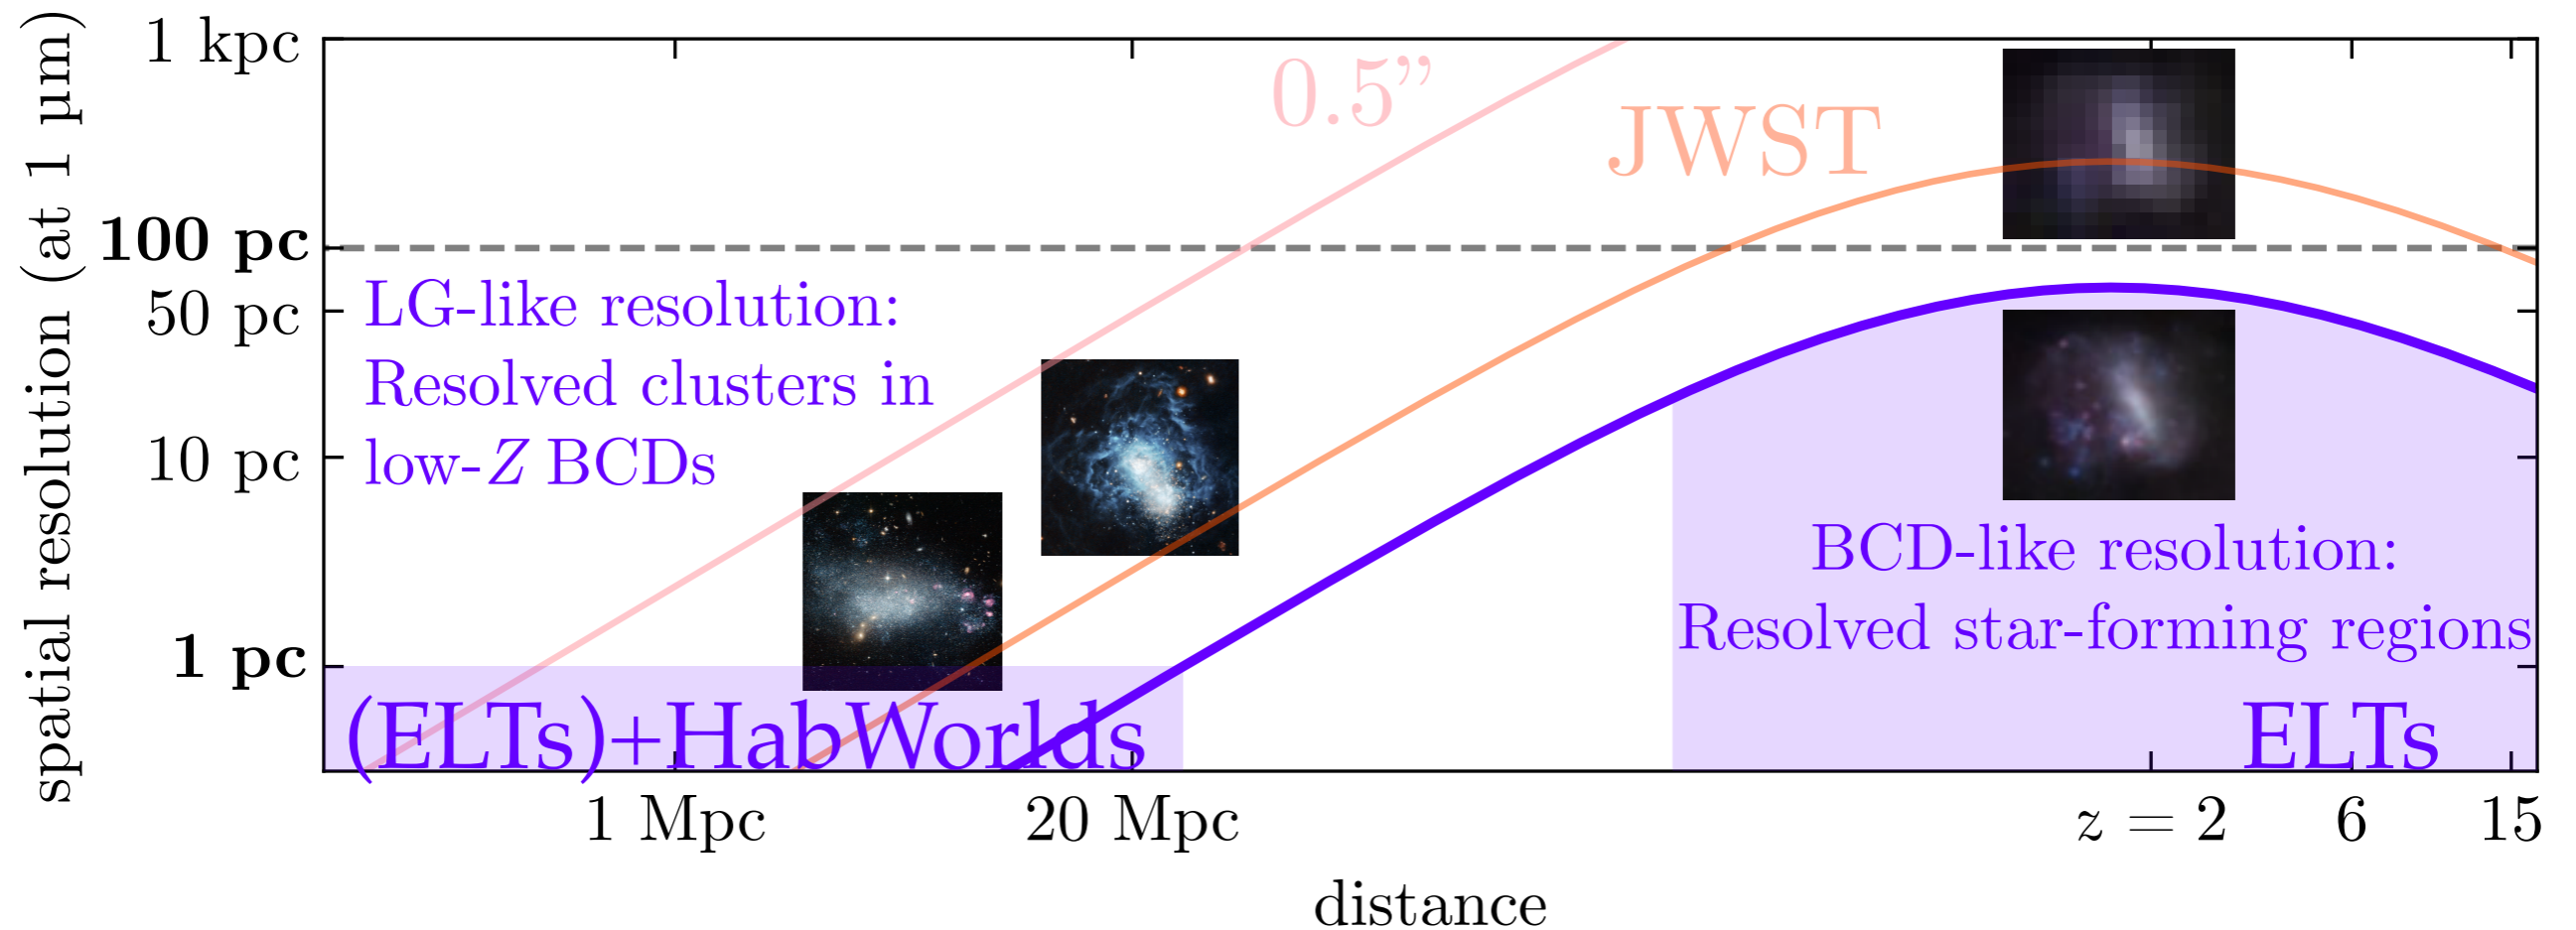 spatial resolution (at 1 µm)
1 kpc
100 pc
50 pc
10 pc
1 pc
0.5”
JWST
LG-like resolution:
Resolved clusters in
low-Z BCDs
(ELTs)+HabWorlds
BCD-like resolution:
Resolved star-forming regions
ELTs
1 Mpc
20 Mpc
z = 2
6
15
distance